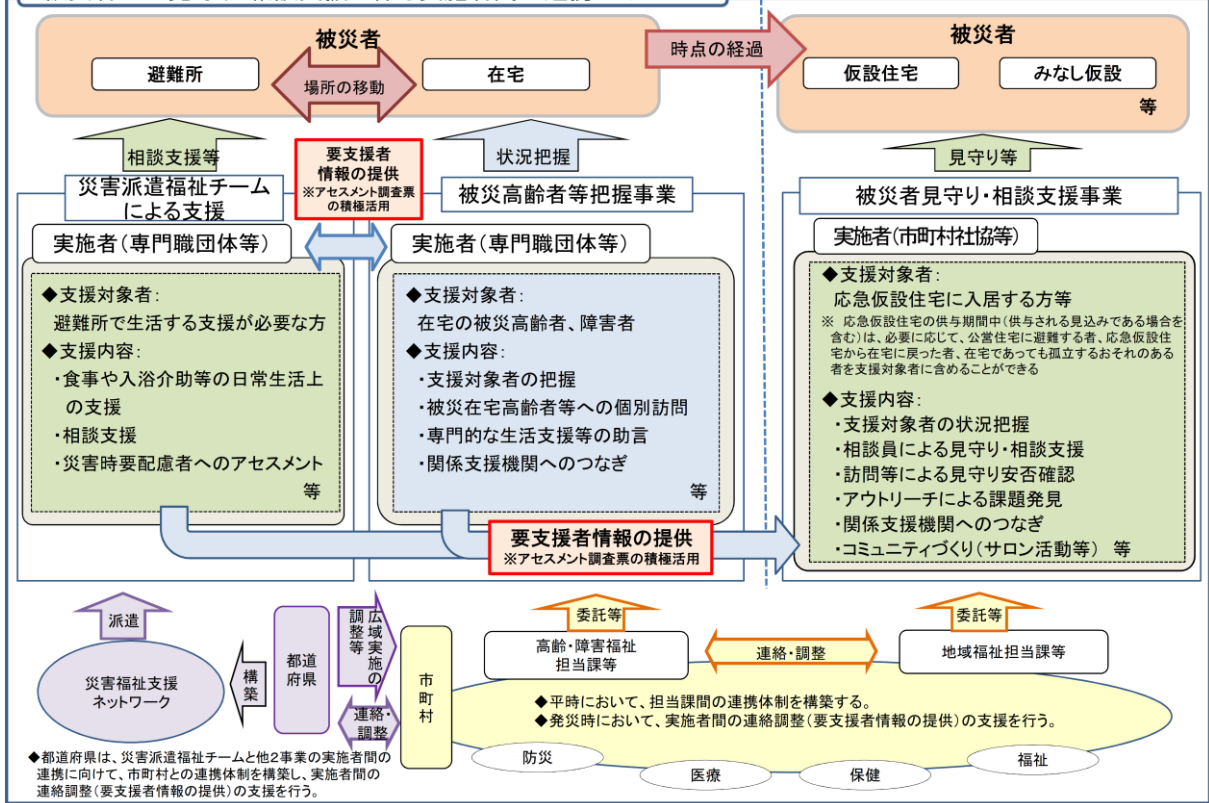 被災者
避難所
場所の移動
在宅
時点の経過
被災者
仮設住宅
みなし仮設
等
相談支援等
要支援者
情報の提供
※アセスメント調査票
の積極活用
状況把握
見守り等
災害派遣福祉チーム
による支援
被災高齢者等把握事業
被災者見守り・相談支援事業
実施者(専門職団体等)
◆支援対象者:
避難所で生活する支援が必要な方
◆支援内容:
・食事や入浴介助等の日常生活上
の支援
・相談支援
・災害時要配慮者へのアセスメント
等
実施者(専門職団体等)
◆支援対象者:
在宅の被災高齢者、障害者
◆支援内容:
・支援対象者の把握
・被災在宅高齢者等への個別訪問
・専門的な生活支援等の助言
・関係支援機関へのつなぎ
等
実施者(市町村社協等)
◆支援対象者:
応急仮設住宅に入居する方等
※ 応急仮設住宅の供与期間中(供与される見込みである場合を
含む)は、必要に応じて、公営住宅に避難する者、応急仮設住
宅から在宅に戻った者、在宅であっても孤立するおそれのある
者を支援対象者に含めることができる
◆支援内容:
・支援対象者の状況把握
・相談員による見守り・相談支援
・訪問等による見守り安否確認
・アウトリーチによる課題発見
・関係支援機関へのつなぎ
・コミュニティづくり(サロン活動等) 等
要支援者情報の提供
※アセスメント調査票の積極活用
派遣
災害福祉支援
ネットワーク
構築
都道
府県
広域実施の
調整等
連絡・
調整
市町村
委託等
高齢・障害福祉
担当課等
連絡・調整
委託等
地域福祉担当課等
◆平時において、担当課間の連携体制を構築する。
◆発災時において、実施者間の連絡調整(要支援者情報の提供)の支援を行う。
防災
医療
保健
福祉
◆都道府県は、災害派遣福祉チームと他2事業の実施者間の
連携に向けて、市町村との連携体制を構築し、実施者間の
連絡調整(要支援者情報の提供)の支援を行う。